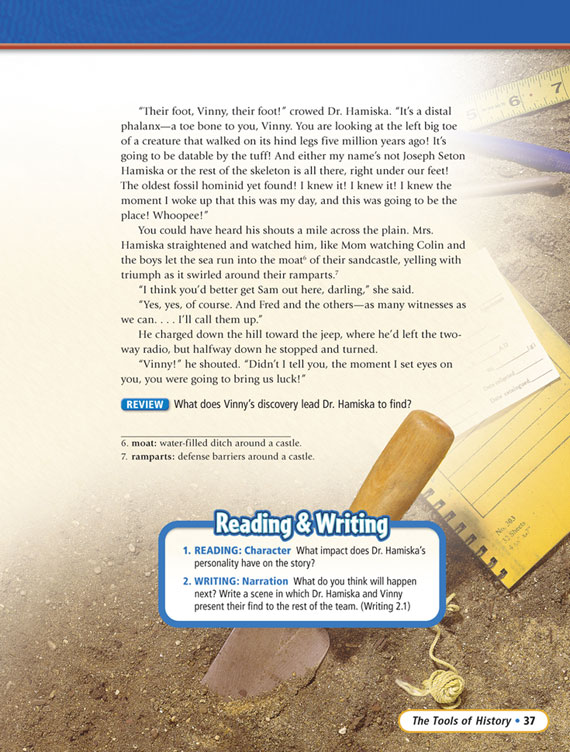 “Their foot, Vinny, their foot!” crowed Dr. Hamiska. “It’s a distal
phalanx—a toe bone to you, Vinny. You are looking at the left big toe
of a creature that walked on his hind legs five million years ago! It’s
going to be datable by the tuff! And either my name’s not Joseph Seton
Hamiska or the rest of the skeleton is all there, right under our feet!
The oldest fossil hominid yet found! I knew it! I knew it! I knew the
moment I woke up that this was my day, and this was going to be the
place! Whoopee!”
You could have heard his shouts a mile across the plain. Mrs.
Hamiska straightened and watched him, like Mom watching Colin and
the boys let the sea run into the moat⁶ of their sandcastle, yelling with
triumph as it swirled around their ramparts.⁷
“I think you’d better get Sam out here, darling,” she said.
“Yes, yes, of course. And Fred and the others—as many witnesses as
we can. . . . I’ll call them up.”
He charged down the hill toward the jeep, where he’d left the two-
way radio, but halfway down he stopped and turned.
“Vinny!” he shouted. “Didn’t I tell you, the moment I set eyes on
you, you were going to bring us luck!”
REVIEW What does Vinny’s discovery lead Dr. Hamiska to find?
6. moat: water-filled ditch around a castle.
7. ramparts: defense barriers around a castle.
5 6 7
Date assigned
No. 203
Reading & Writing
1. READING: Character What impact does Dr. Hamiska’s
personality have on the story?
2. WRITING: Narration What do you think will happen
next? Write a scene in which Dr. Hamiska and Vinny
present their find to the rest of the team. (Writing 2.1)
The Tools of History • 37